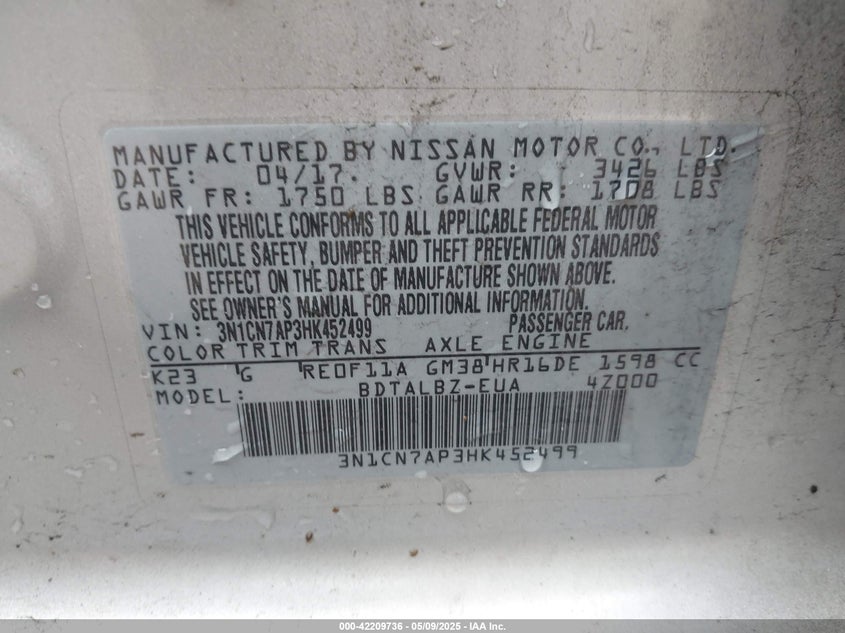 MANUFACTURED BY NISSAN MOTOR CO., LTD.
DATE: 04/17. GVWR: 3426 LBS
GAWR FR: 1750 LBS GAWR RR: 1708 LBS
THIS VEHICLE CONFORMS TO ALL APPLICABLE FEDERAL MOTOR
VEHICLE SAFETY, BUMPER AND THEFT PREVENTION STANDARDS
IN EFFECT ON THE DATE OF MANUFACTURE SHOWN ABOVE.
SEE OWNER'S MANUAL FOR ADDITIONAL INFORMATION.
VIN: 3N1CN7AP3HK452499 PASSENGER CAR.
COLOR TRIM TRANS AXLE ENGINE
K23 G RE0F11A GM38 HR16DE 1598 CC
MODEL: BDTALBZ-EUA 4Z000
3N1CN7AP3HK452499
000-42209736 - 05/09/2025 - IAA Inc.